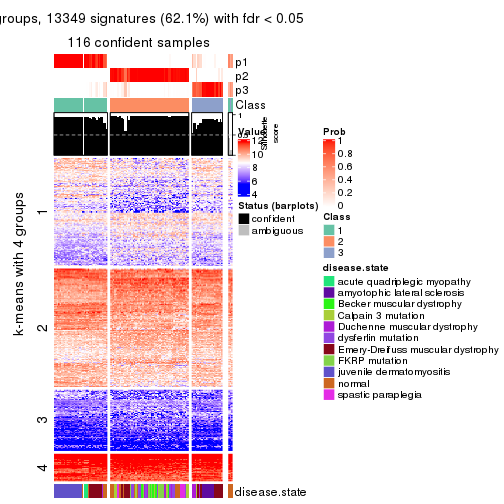 groups, 13349 signatures (62.1%) with fdr < 0.05
116 confident samples
p1
p2
p3
Class
1
0.5
Silhouette
score
Value
12
10
8
6
4
Status (barplots)
confident
ambiguous
Prob
1
0.8
0.6
0.4
0.2
0
Class
1
2
3
disease.state
acute quadriplegic myopathy
amyotophic lateral sclerosis
Becker muscular dystrophy
Calpain 3 mutation
Duchenne muscular dystrophy
dysferlin mutation
Emery-Dreifuss muscular dystrophy
FKRP mutation
juvenile dermatomyositis
normal
spastic paraplegia
k-means with 4 groups
1
2
3
4
disease.state